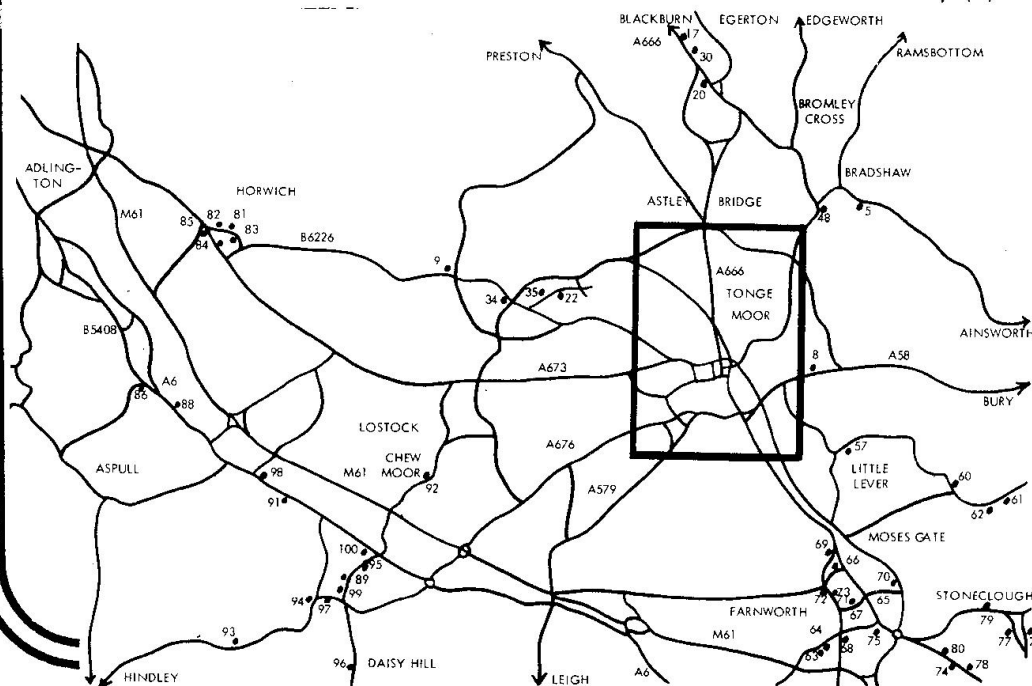 BLACKBURN
EGERTON
EDGEWORTH
17
A666
30
PRESTON
RAMSBOTTOM
20
BROMLEY
CROSS
ADLING-
TON
BRADSHAW
HORWICH
M61
85
82
81
83
84
ASTLEY
BRIDGE
48
5
B6226
9
A666
34
35
22
TONGE
MOOR
B5408
AINSWORTH
A673
8
A58
A6
86
88
BURY
LOSTOCK
CHEW
MOOR
A676
57
ASPULL
98
M61
92
A579
LITTLE
LEVER
60
91
62
61
100
95
69
66
MOSES GATE
89
99
70
94
97
72
73
71
65
STONECLOUGH
FARNWORTH
67
79
93
64
M61
77
63
68
75
80
96
DAISY HILL
74
78
HINDLEY
LEIGH
A6